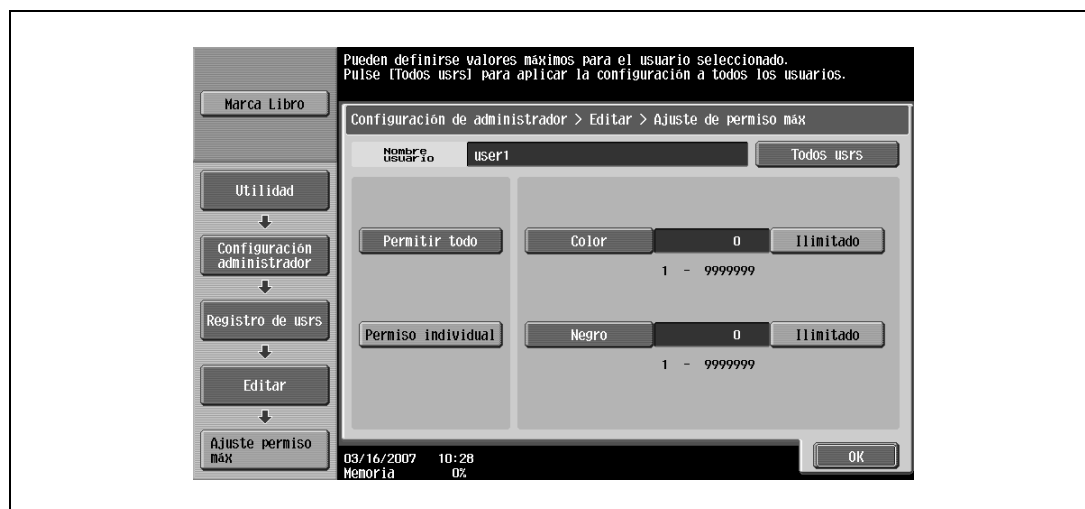 Pueden definirse valores máximos para el usuario seleccionado.
Pulse [Todos usrs] para aplicar la configuración a todos los usuarios.
Marca Libro
Configuración de administrador > Editar > Ajuste de permiso máx
Nombre
usuario
user1
Todos usrs
Utilidad
Configuración
administrador
Registro de usrs
Editar
Ajuste permiso
máx
Permitir todo
Color
0
Ilimitado
1 - 9999999
Permiso individual
Negro
0
Ilimitado
1 - 9999999
03/16/2007 10:28
Memoria 0%
OK